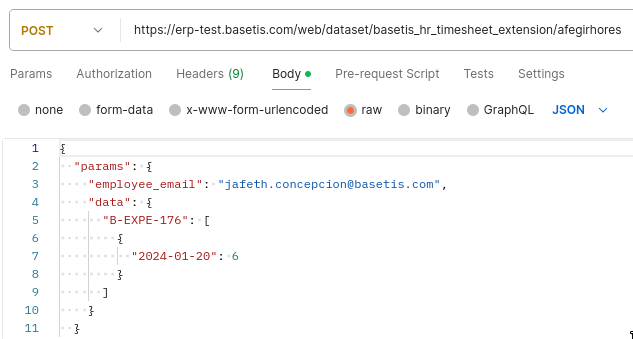 POST https://erp-test.basetis.com/web/dataset/basetis_hr_timesheet_extension/afegirhores
Params Authorization Headers (9) Body Pre-request Script Tests Settings
none form-data x-www-form-urlencoded raw binary GraphQL JSON
1 {
2 "params": {
3 "employee_email": "jafeth.concepcion@basetis.com",
4 "data": {
5 "B-EXPE-176": [
6 {
7 "2024-01-20": 6
8 }
9 ]
10 }
11 }